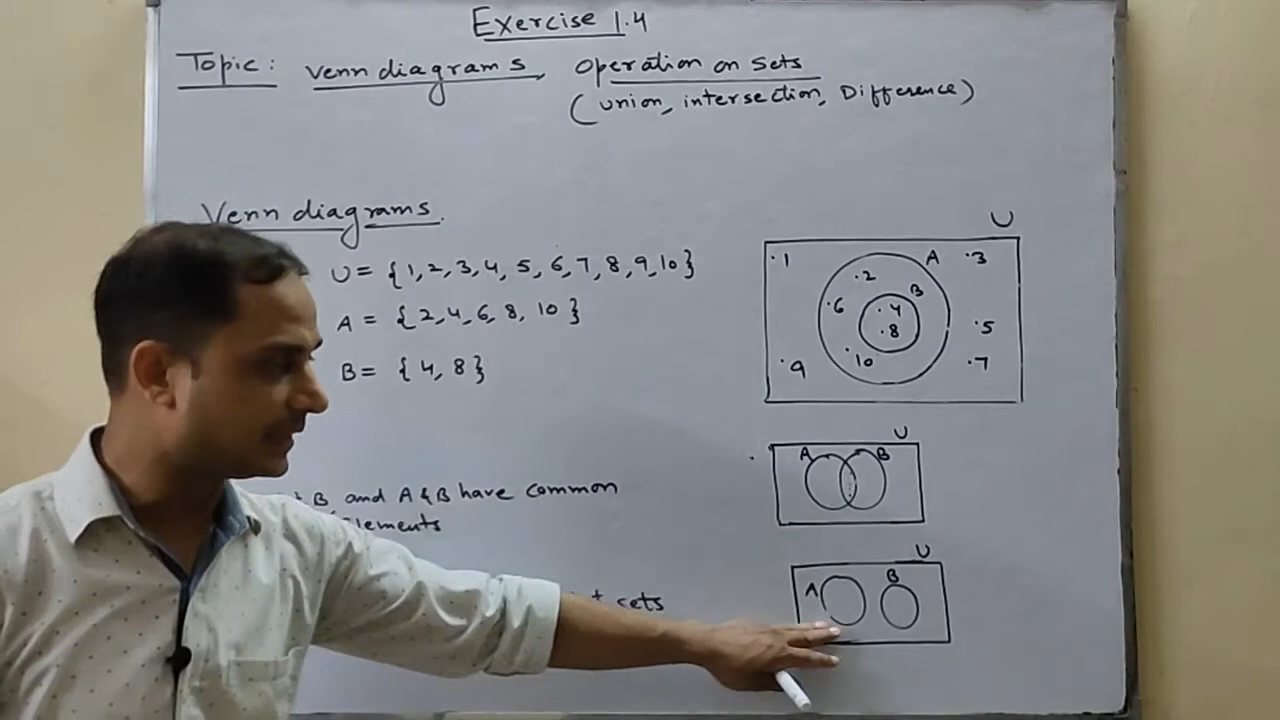 Exercise 1.4
Topic: Venn diagrams, Operation on Sets
(Union, intersection, Difference)
Venn diagrams.
U = {1, 2, 3, 4, 5, 6, 7, 8, 9, 10}
A = {2, 4, 6, 8, 10}
B = {4, 8}
U
.1 A .3
.2 B
.6 .4
.8 .5
.10 .7
.9
B and A & B have common
elements
U
A B
sets
U
A B